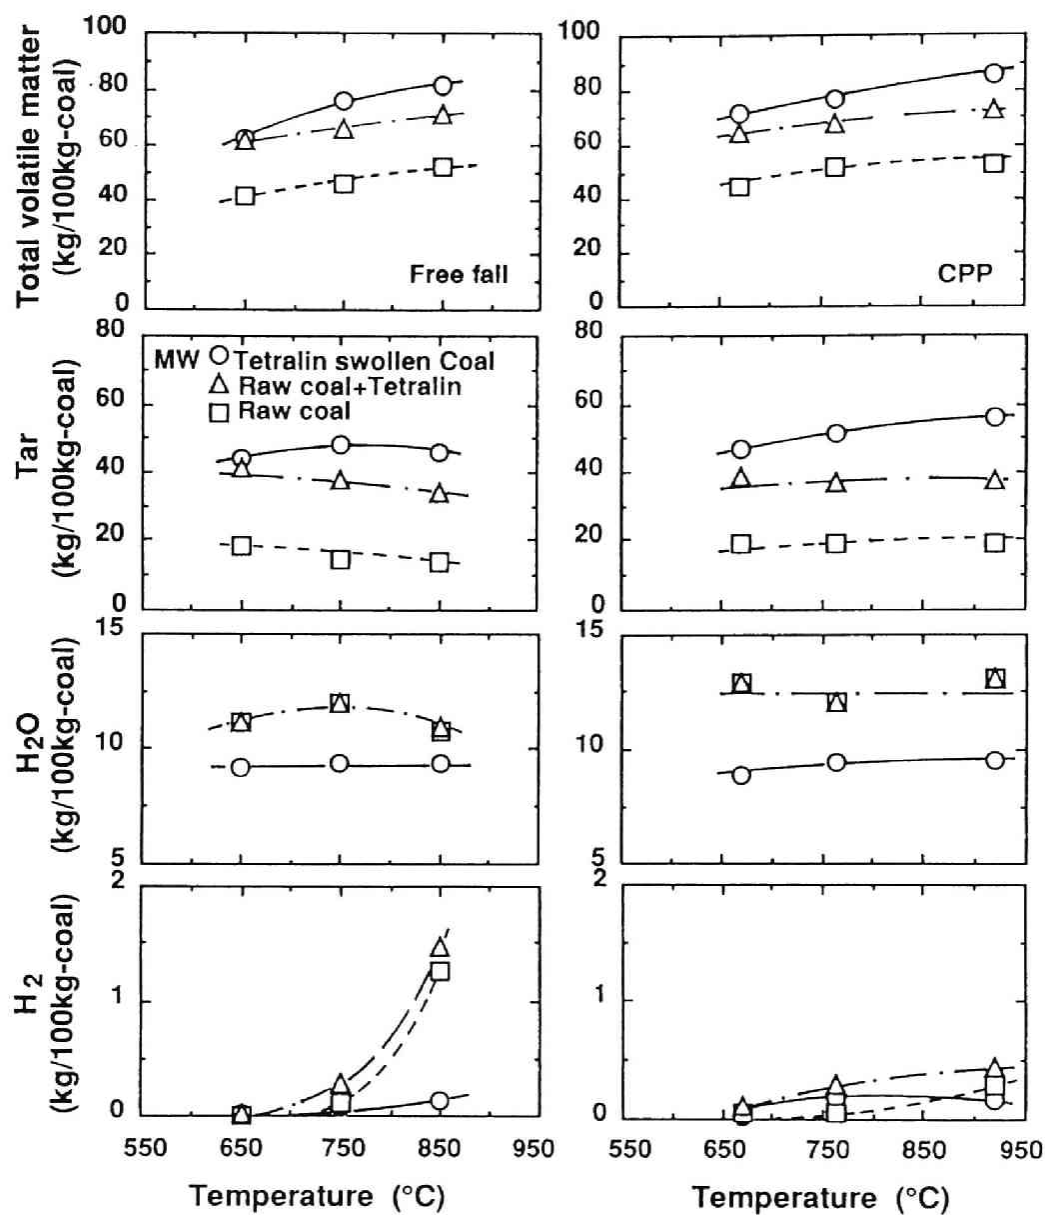 Total volatile matter
(kg/100kg-coal)
100
80
60
40
20
0
Free fall
100
80
60
40
20
0
CPP
Tar
(kg/100kg-coal)
80
60
40
20
0
MW Tetralin swollen Coal
Raw coal+Tetralin
Raw coal
80
60
40
20
0
H2O
(kg/100kg-coal)
15
10
5
15
10
5
H2
(kg/100kg-coal)
2
1
0
2
1
0
550 650 750 850 950
550 650 750 850 950
Temperature (°C)
Temperature (°C)